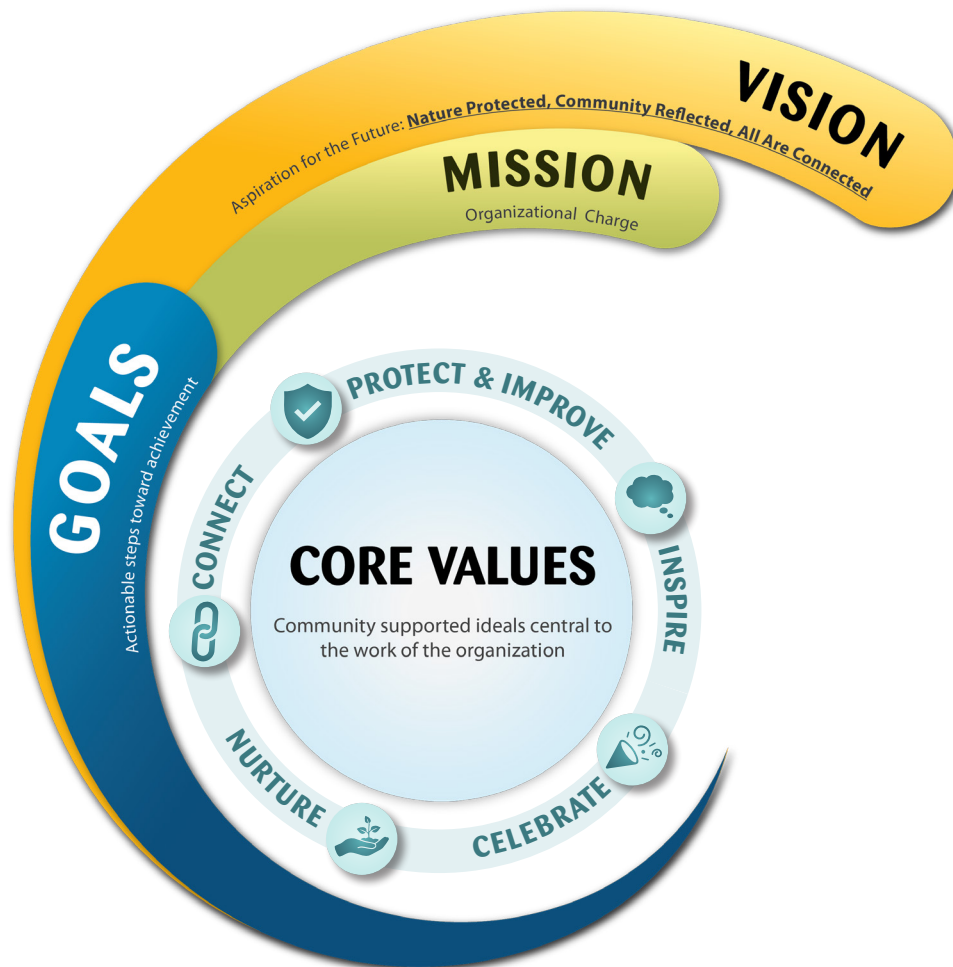 VISION
Aspiration for the Future: Nature Protected, Community Reflected, All Are Connected
MISSION
Organizational Charge
GOALS
Actionable steps toward achievement
PROTECT & IMPROVE
INSPIRE
CELEBRATE
NURTURE
CONNECT
CORE VALUES
Community supported ideals central to
the work of the organization